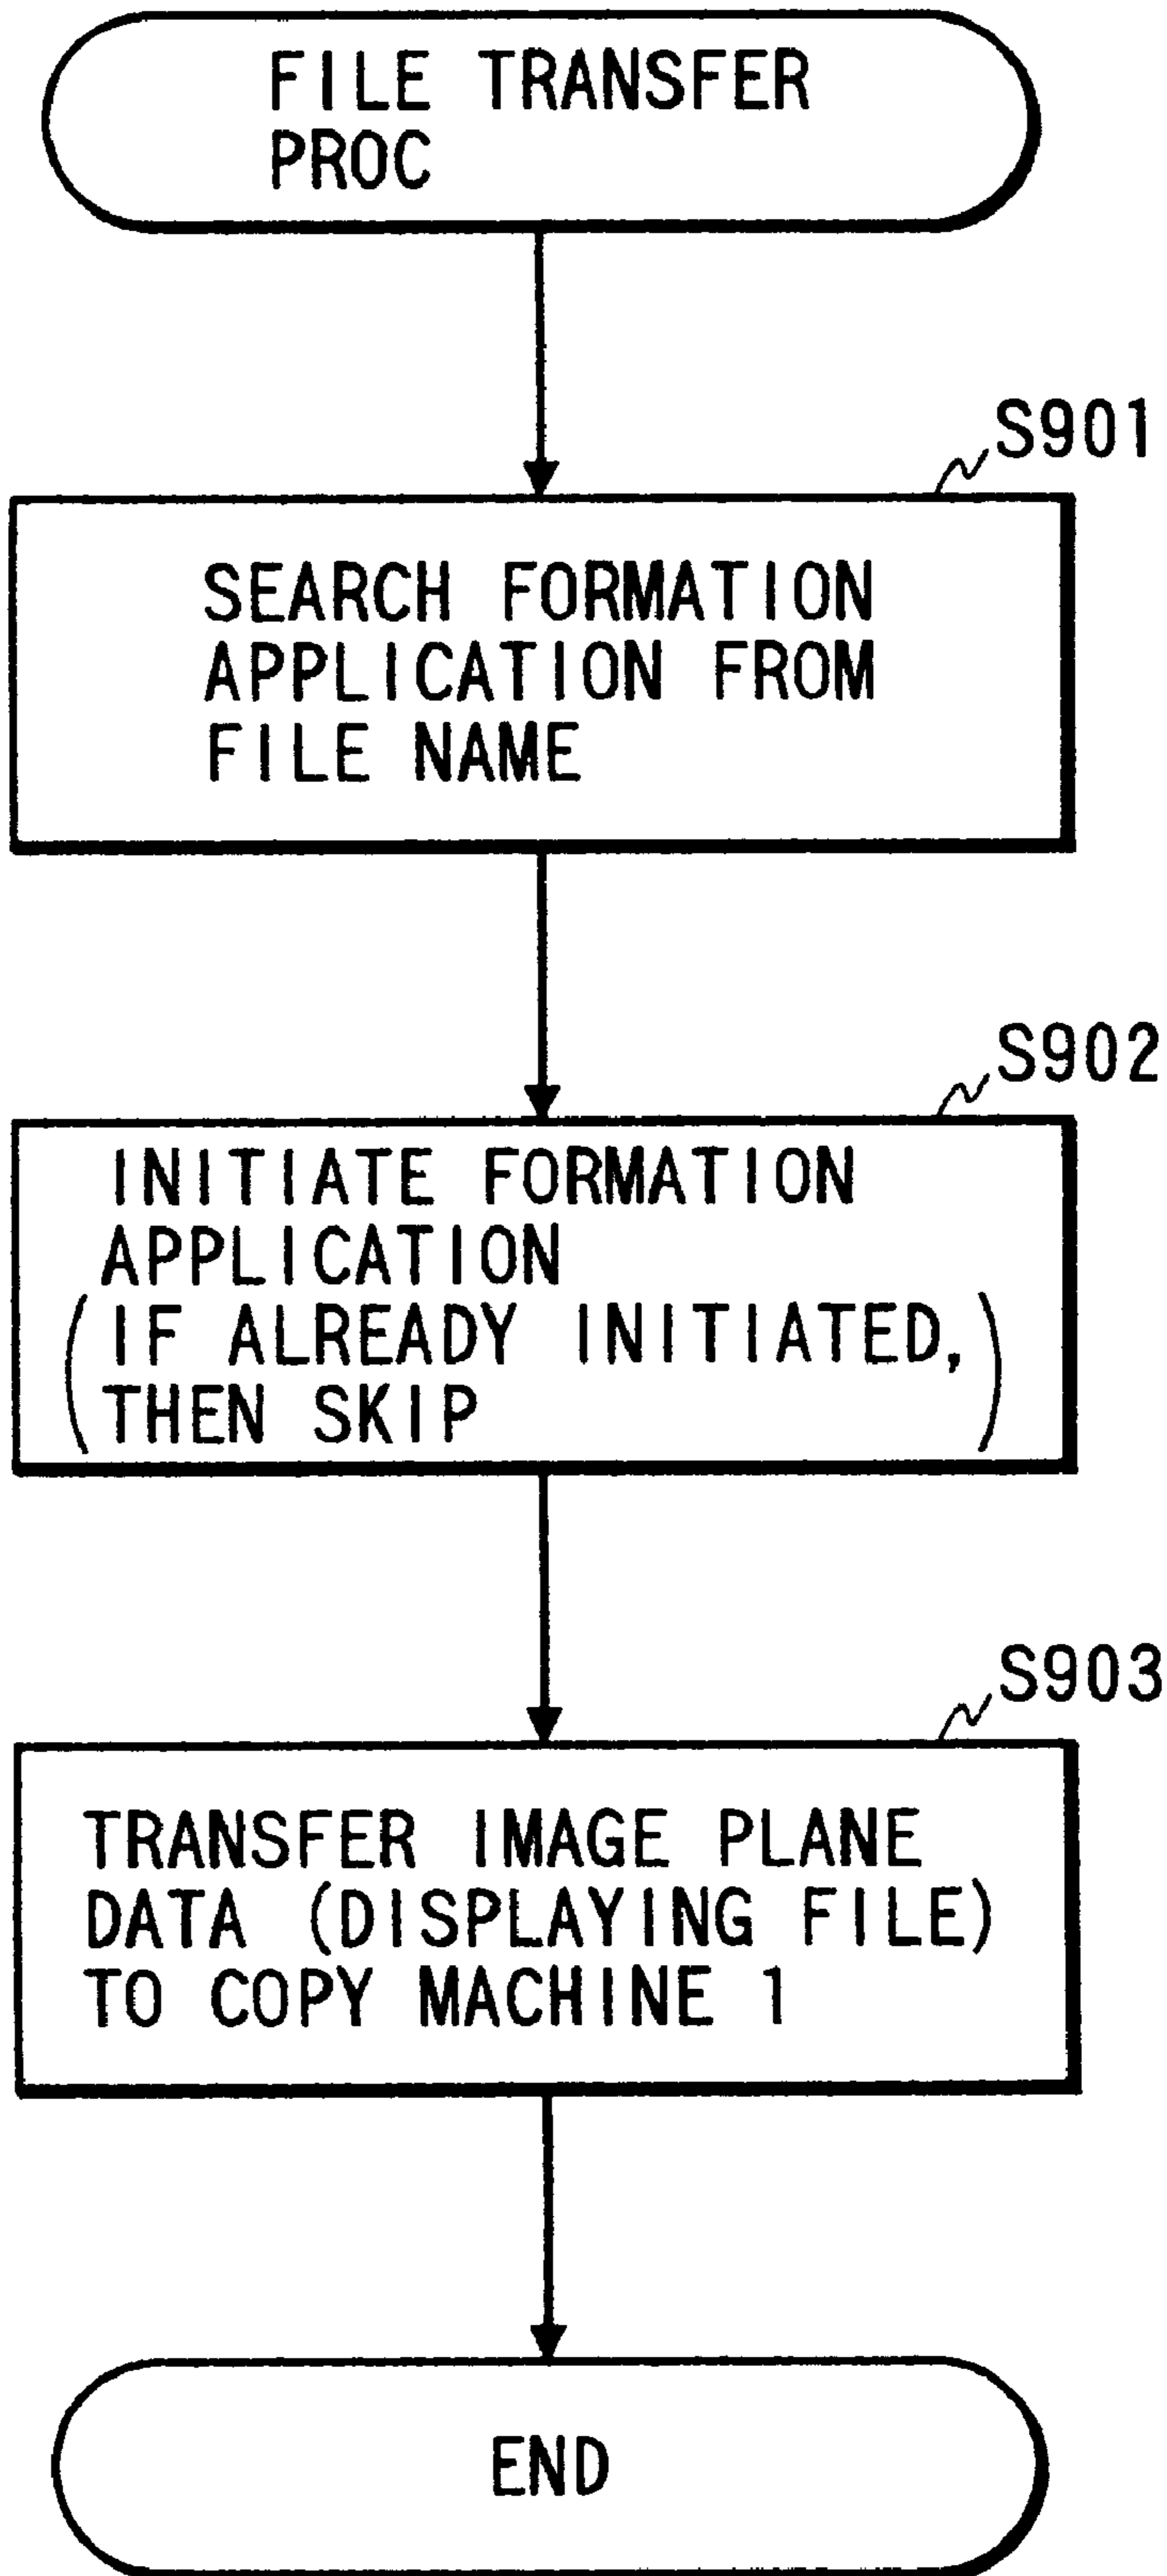 FILE TRANSFER
PROC
S901
SEARCH FORMATION
APPLICATION FROM
FILE NAME
S902
INITIATE FORMATION
APPLICATION
(IF ALREADY INITIATED,
THEN SKIP)
S903
TRANSFER IMAGE PLANE
DATA (DISPLAYING FILE)
TO COPY MACHINE 1
END